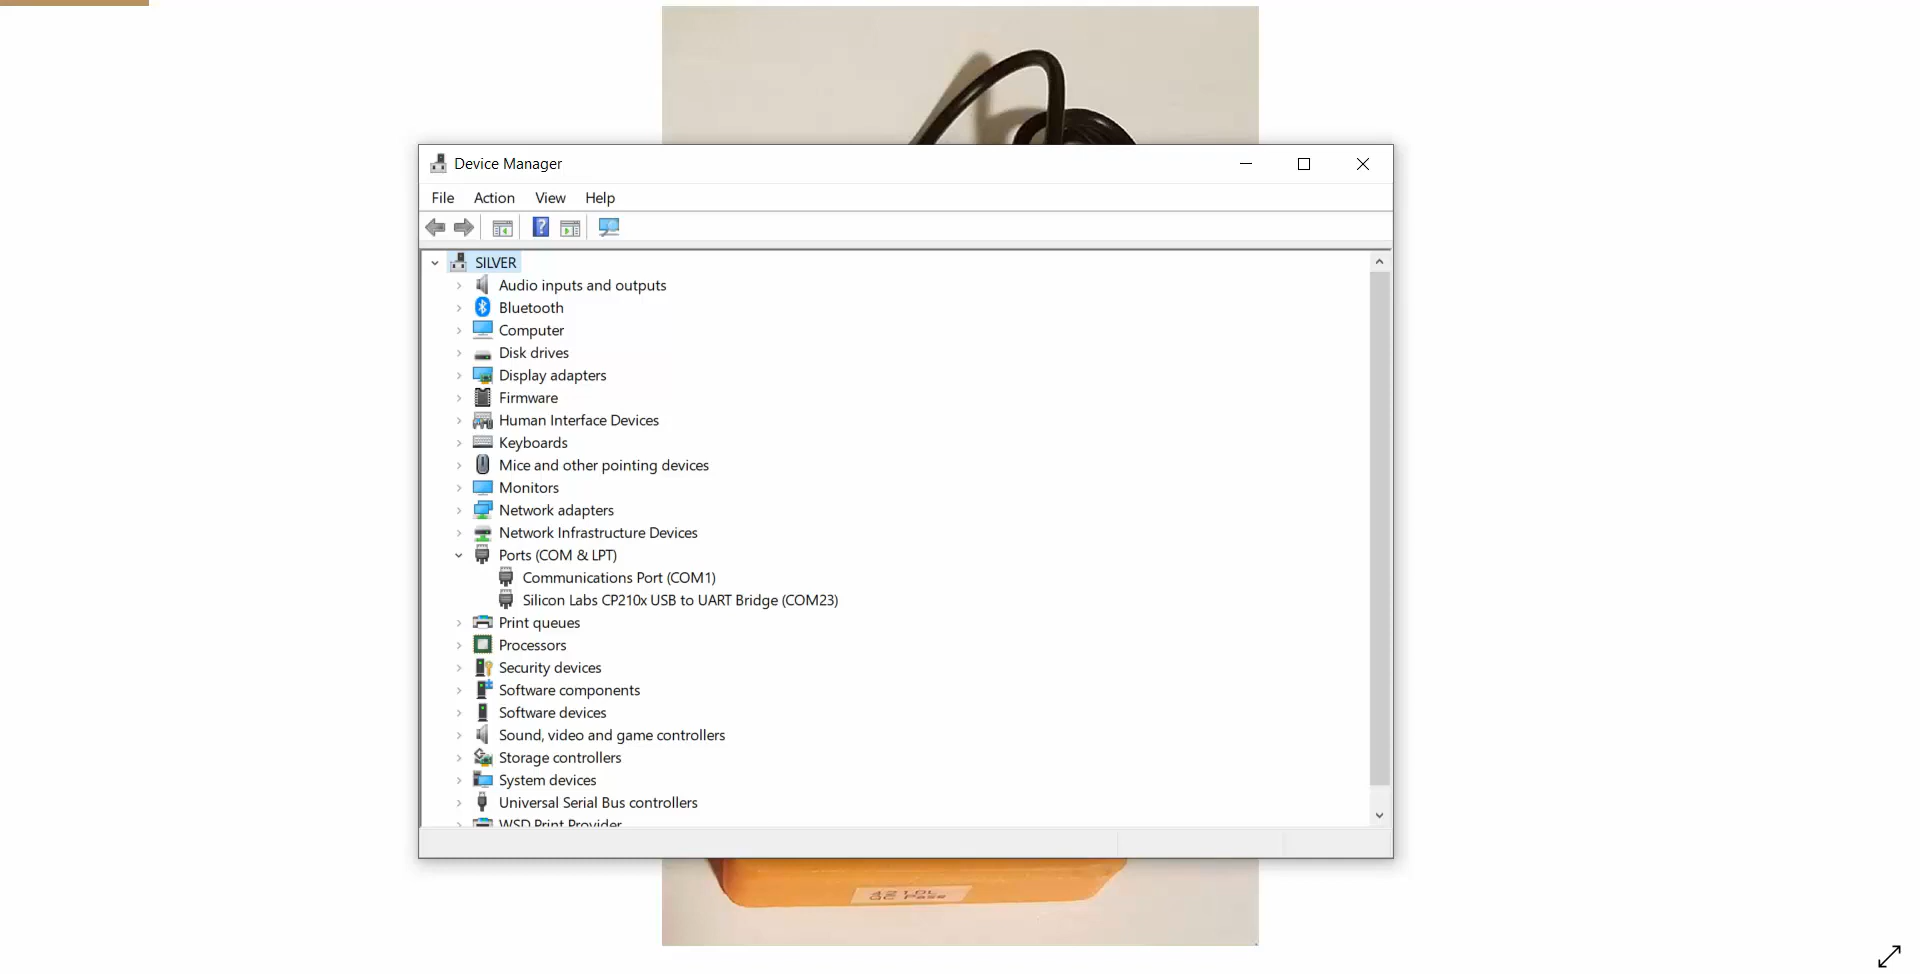 Device Manager
File Action View Help
SILVER
Audio inputs and outputs
Bluetooth
Computer
Disk drives
Display adapters
Firmware
Human Interface Devices
Keyboards
Mice and other pointing devices
Monitors
Network adapters
Network Infrastructure Devices
Ports (COM & LPT)
Communications Port (COM1)
Silicon Labs CP210x USB to UART Bridge (COM23)
Print queues
Processors
Security devices
Software components
Software devices
Sound, video and game controllers
Storage controllers
System devices
Universal Serial Bus controllers
WSD Print Provider
QC Pass